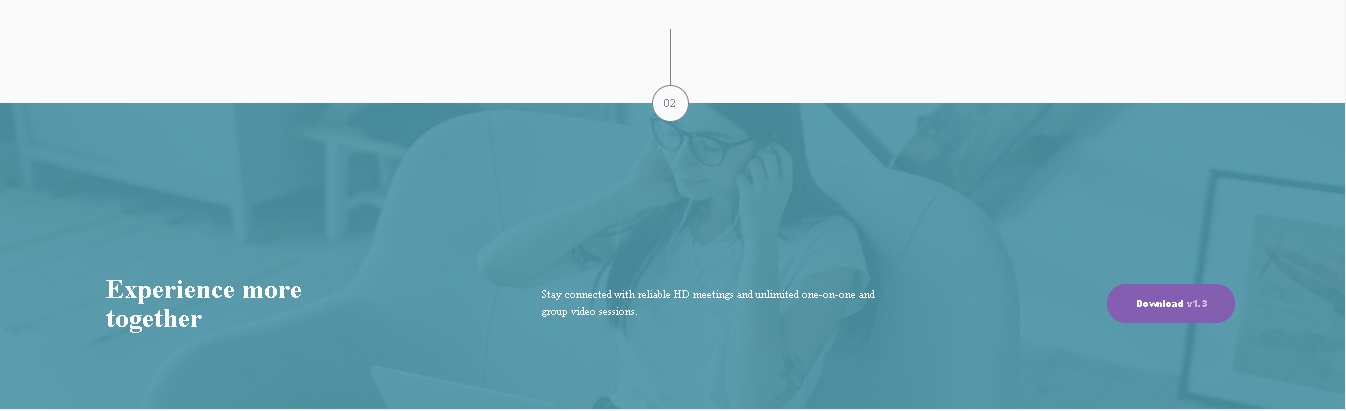 02
Experience more
together
Stay connected with reliable HD meetings and unlimited one-on-one and
group video sessions.
Download v1.3